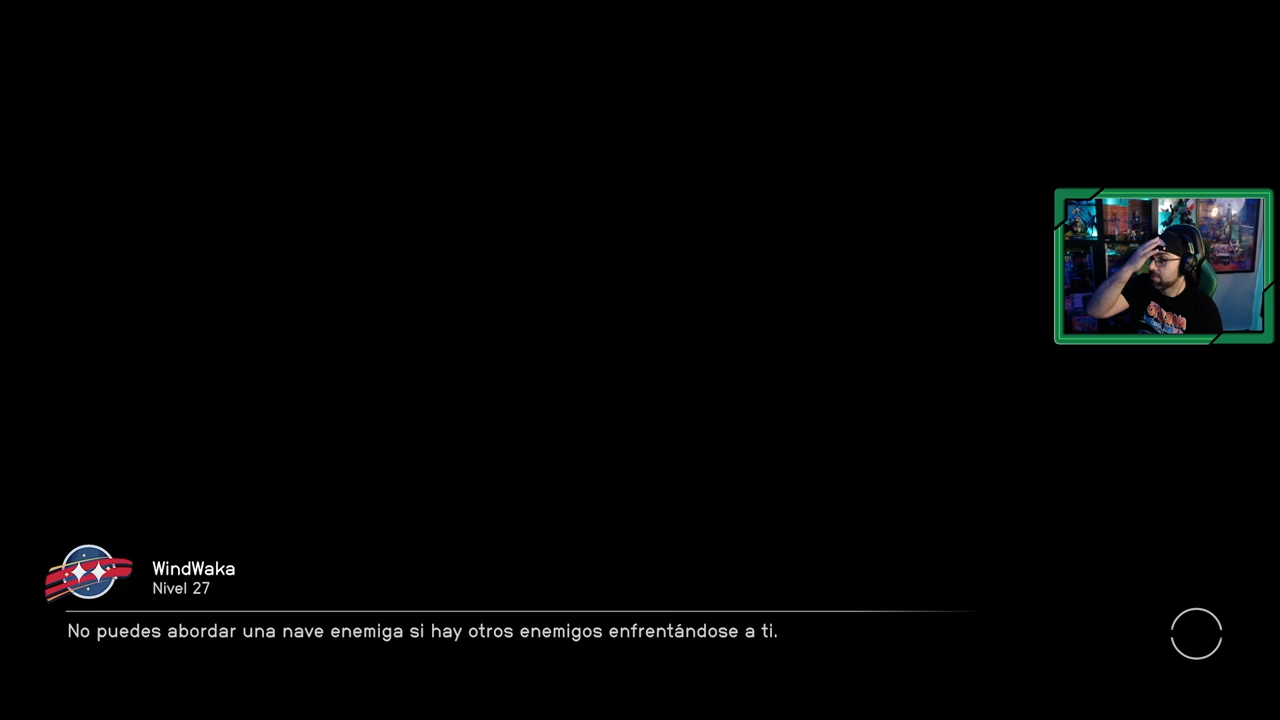 WindWaka
Nivel 27
No puedes abordar una nave enemiga si hay otros enemigos enfrentándose a ti.